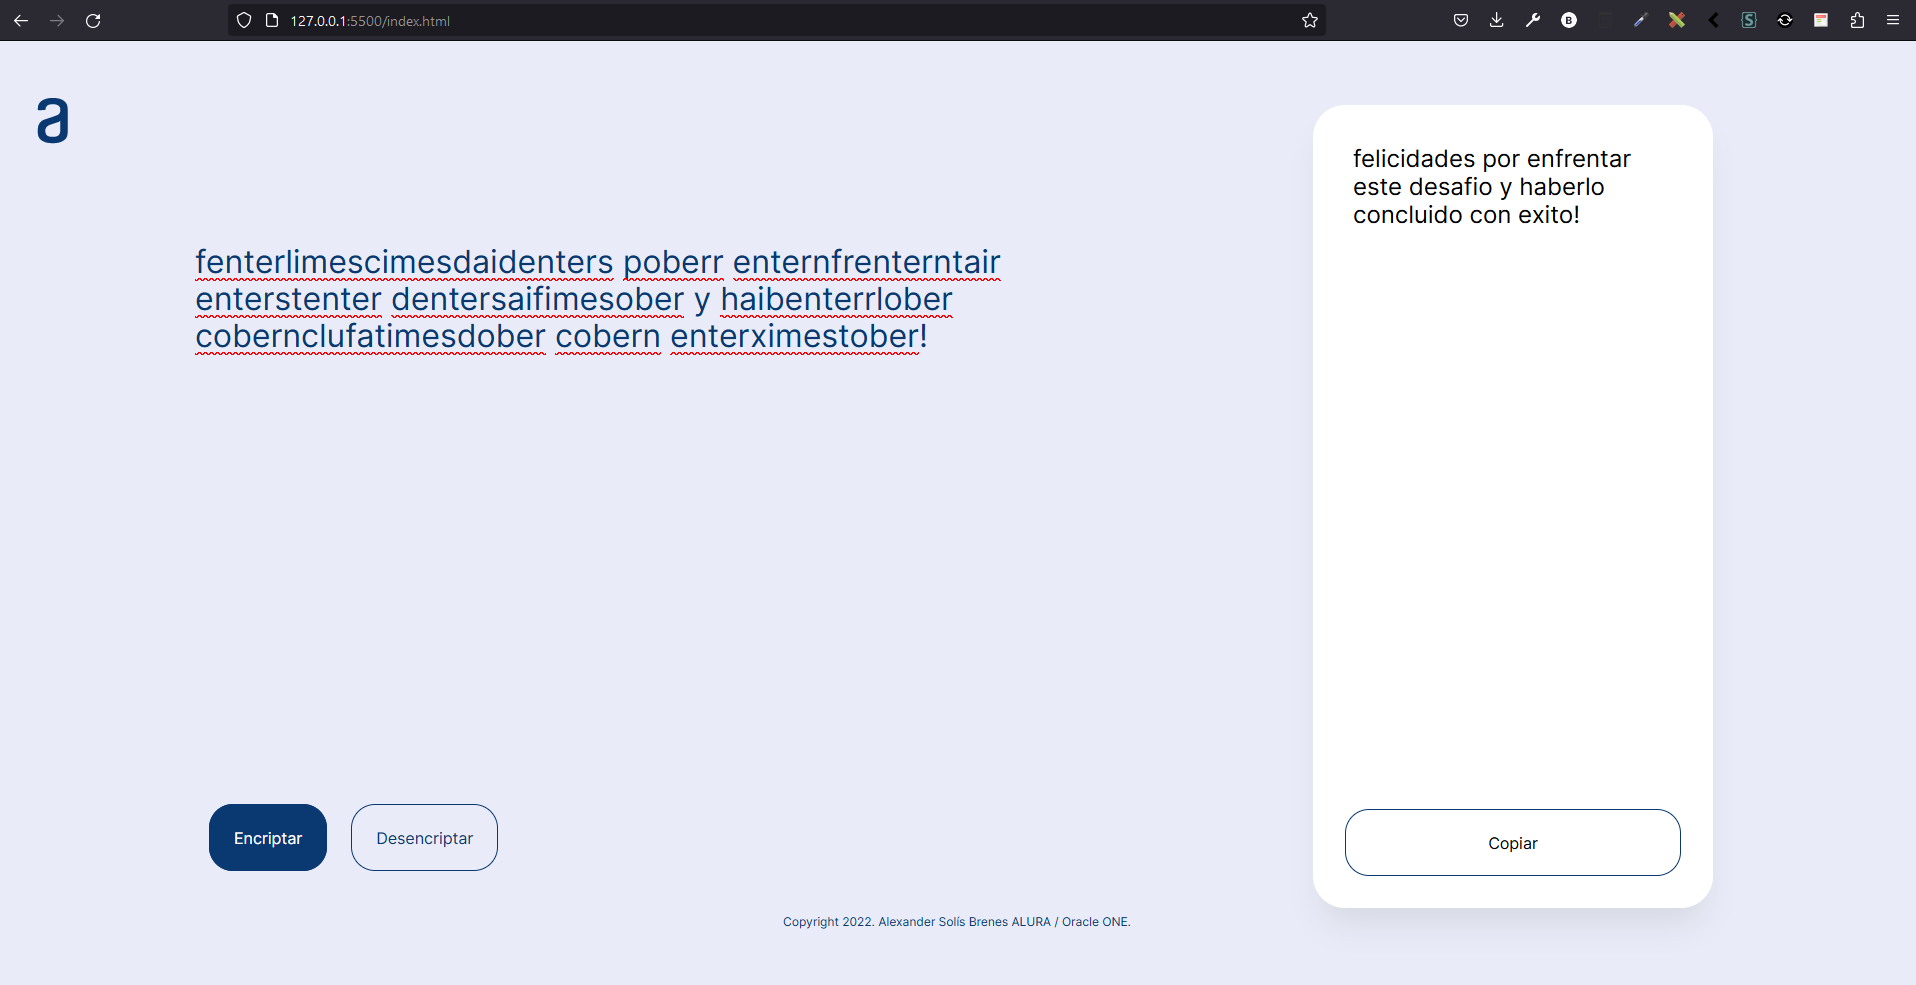 127.0.0.1:5500/index.html
a
fenterlimescimesdaidenters poberr enternfrenterntair
enterstenter dentersaifimesober y haibenterrlober
cobernclufatimesdober cobern enterximestober!
felicidades por enfrentar
este desafio y haberlo
concluido con exito!
Encriptar
Desencriptar
Copiar
Copyright 2022. Alexander Solís Brenes ALURA / Oracle ONE.